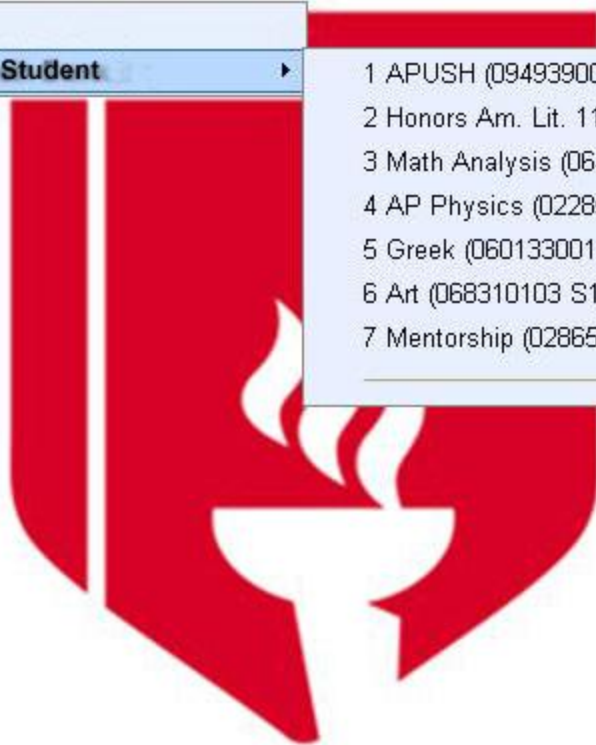 Student
1 APUSH (09493900
2 Honors Am. Lit. 11
3 Math Analysis (06
4 AP Physics (0228
5 Greek (060133001
6 Art (068310103 S1
7 Mentorship (02865